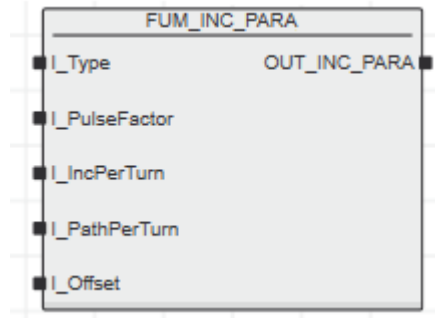 FUM_INC_PARA
I_Type OUT_INC_PARA
I_PulseFactor
I_IncPerTurn
I_PathPerTurn
I_Offset